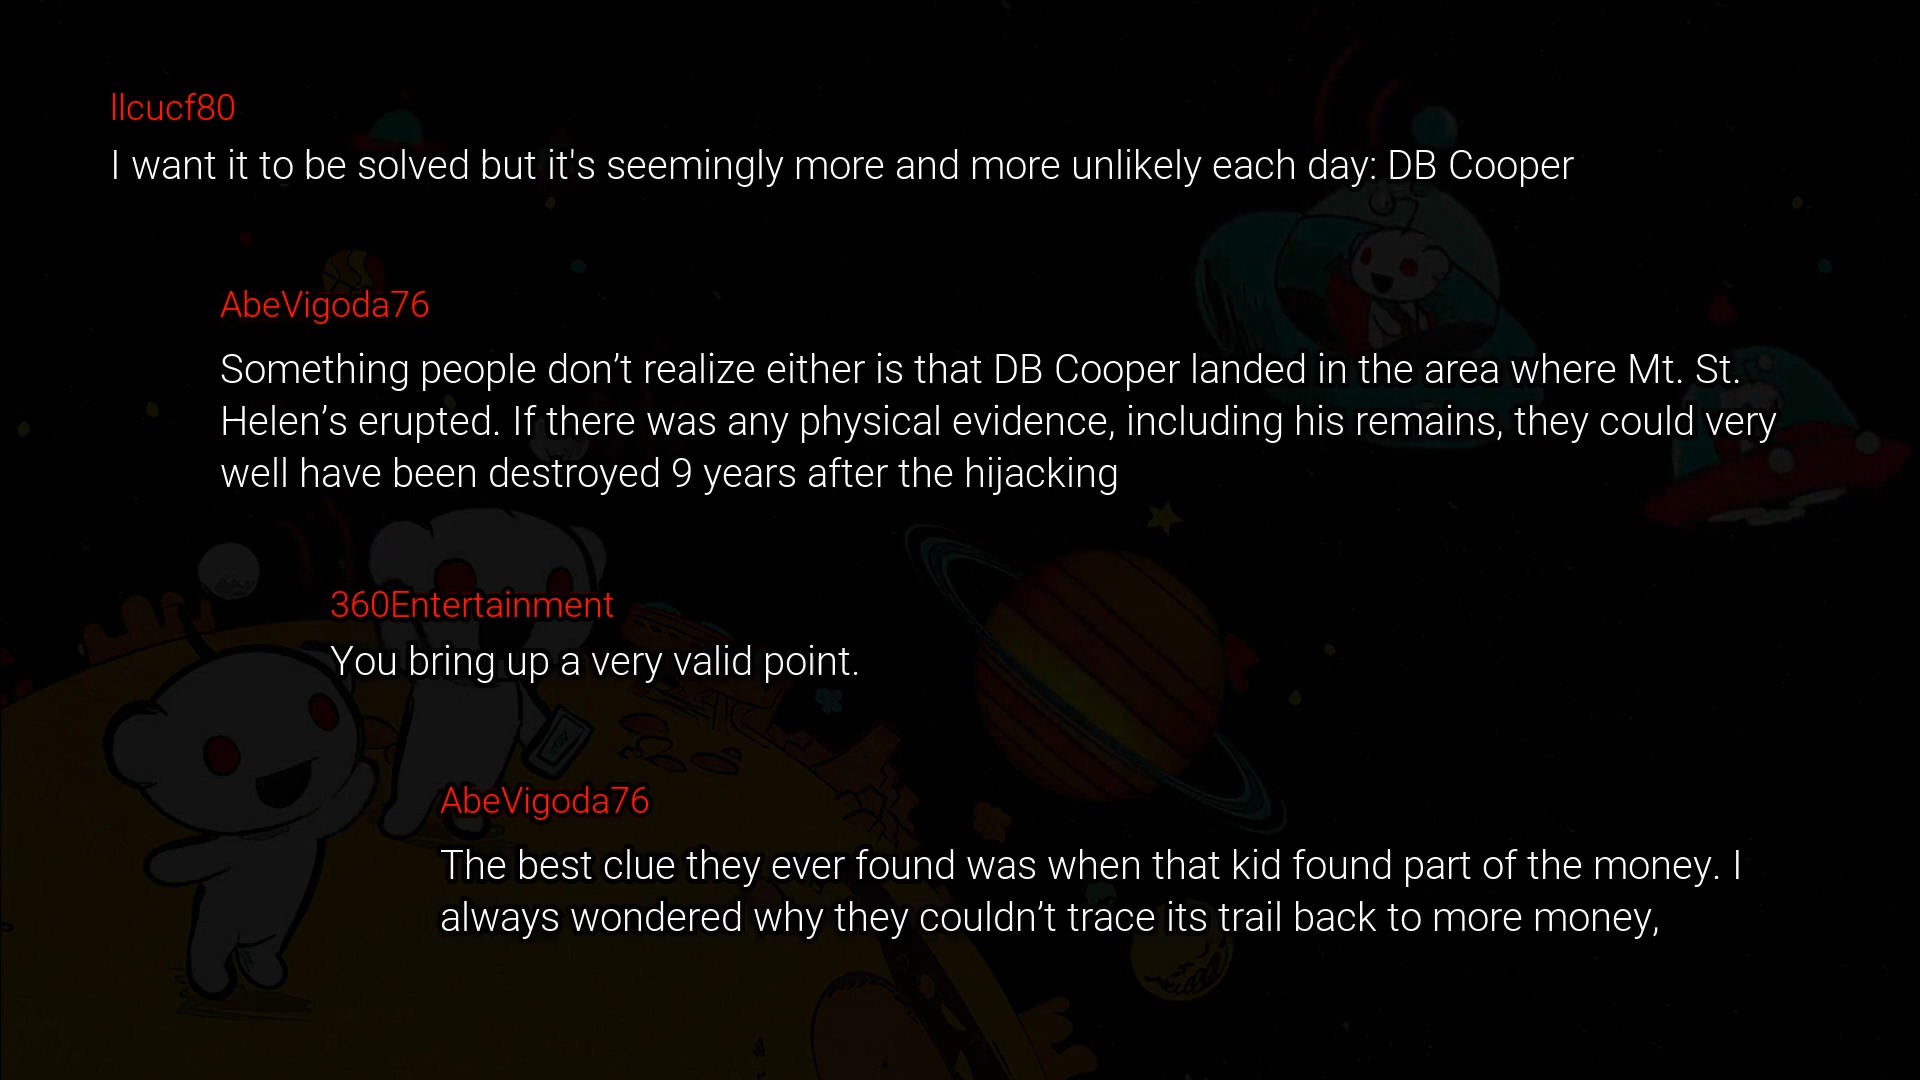 llcucf80
I want it to be solved but it's seemingly more and more unlikely each day: DB Cooper
AbeVigoda76
Something people don’t realize either is that DB Cooper landed in the area where Mt. St.
Helen’s erupted. If there was any physical evidence, including his remains, they could very
well have been destroyed 9 years after the hijacking
360Entertainment
You bring up a very valid point.
AbeVigoda76
The best clue they ever found was when that kid found part of the money. I
always wondered why they couldn’t trace its trail back to more money,